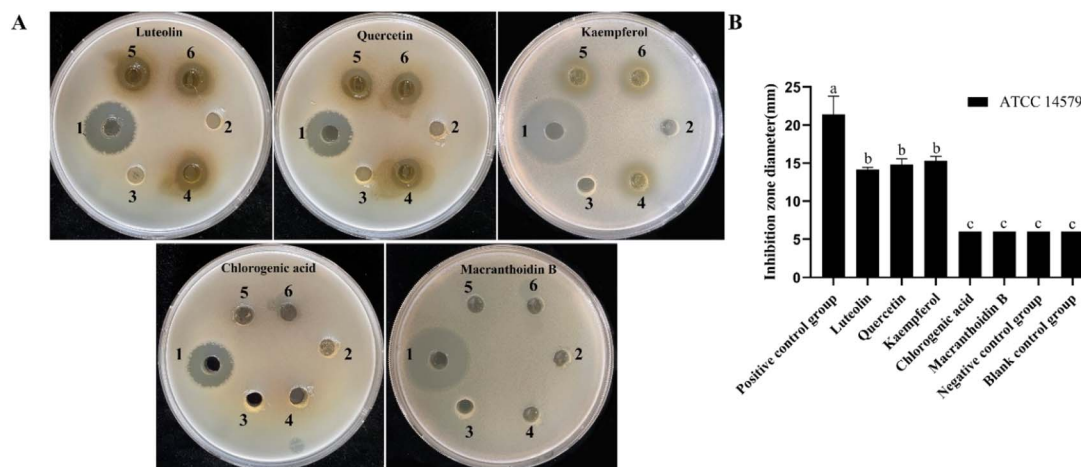 A
Luteolin
5
6
1
2
3
4
Quercetin
5
6
1
2
3
4
Kaempferol
5
6
1
2
3
4
Chlorogenic acid
5
6
1
2
3
4
Macranthoidin B
5
6
1
2
3
4
B
ATCC 14579
Inhibition zone diameter(mm)
25
20
15
10
5
0
a
b
b
b
c
c
c
c
Positive control group
Luteolin
Quercetin
Kaempferol
Chlorogenic acid
Macranthoidin B
Negative control group
Blank control group